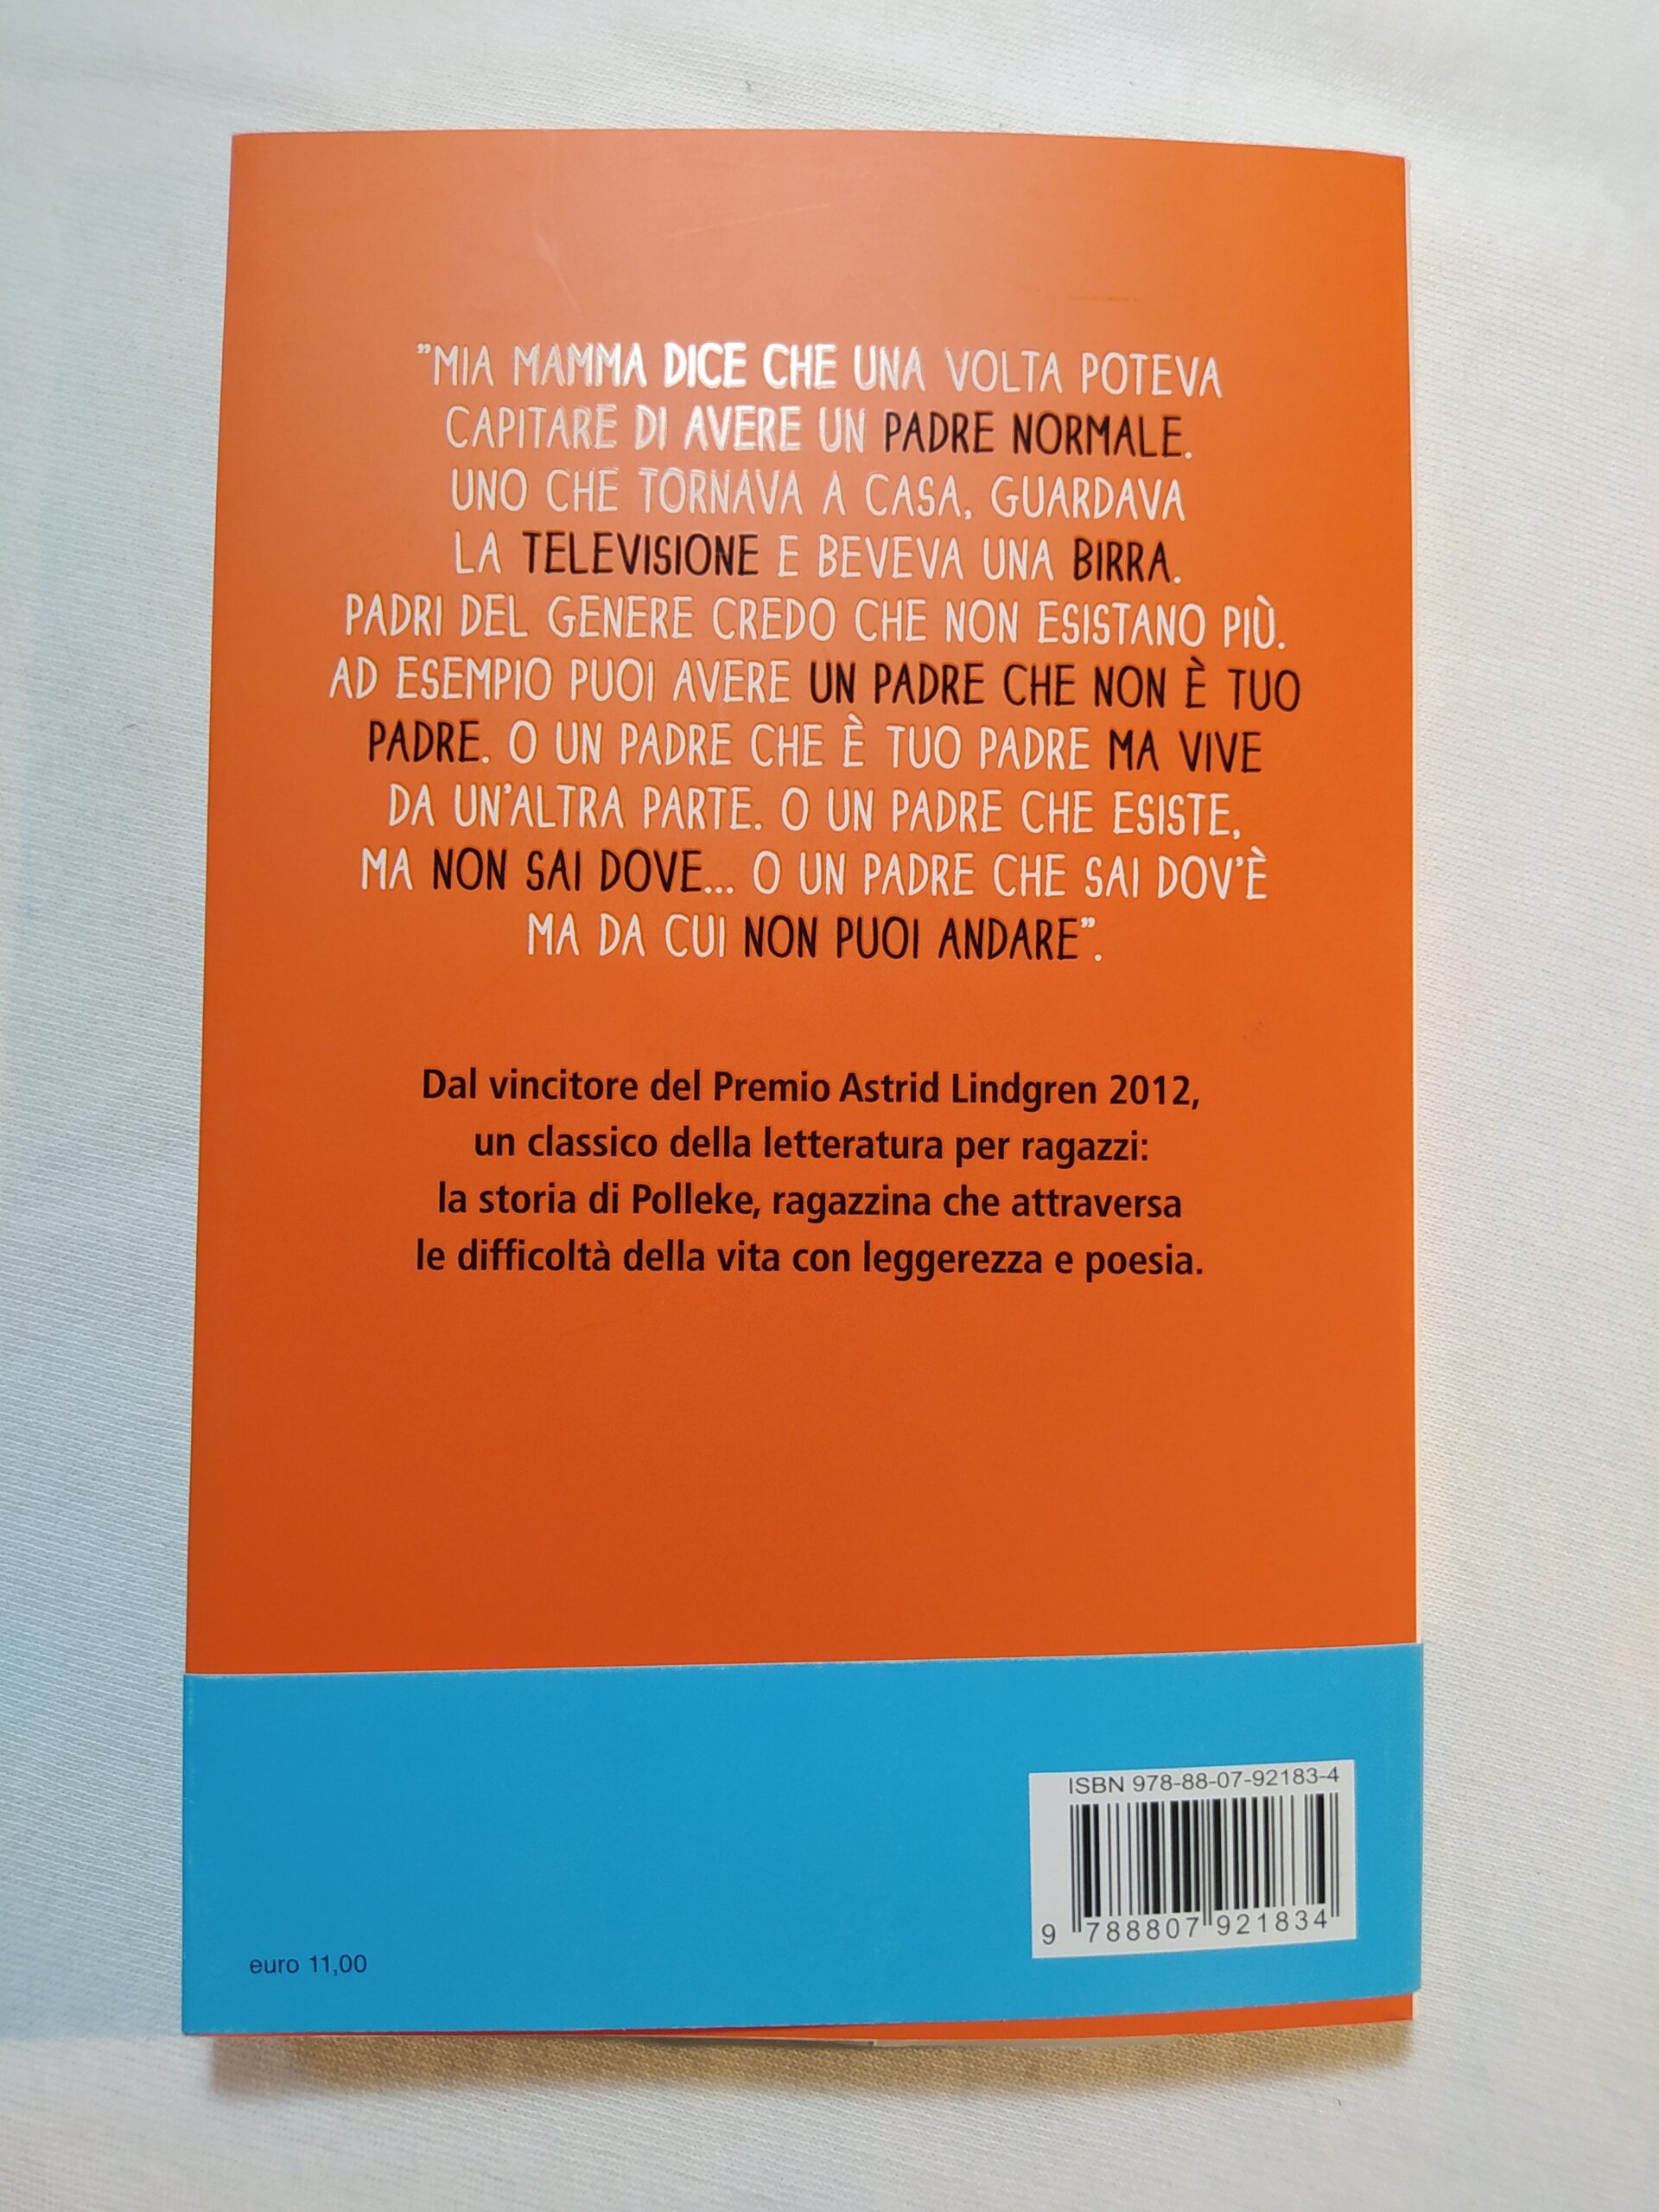 "MIA MAMMA DICE CHE UNA VOLTA POTEVA
CAPITARE DI AVERE UN PADRE NORMALE.
UNO CHE TORNAVA A CASA, GUARDAVA
LA TELEVISIONE E BEVEVA UNA BIRRA.
PADRI DEL GENERE CREDO CHE NON ESISTANO PIÙ.
AD ESEMPIO PUOI AVERE UN PADRE CHE NON È TUO
PADRE. O UN PADRE CHE È TUO PADRE MA VIVE
DA UN'ALTRA PARTE. O UN PADRE CHE ESISTE,
MA NON SAI DOVE... O UN PADRE CHE SAI DOV'È
MA DA CUI NON PUOI ANDARE".
Dal vincitore del Premio Astrid Lindgren 2012,
un classico della letteratura per ragazzi:
la storia di Polleke, ragazzina che attraversa
le difficoltà della vita con leggerezza e poesia.
ISBN 978-88-07-92183-4
9 788807 921834
euro 11,00